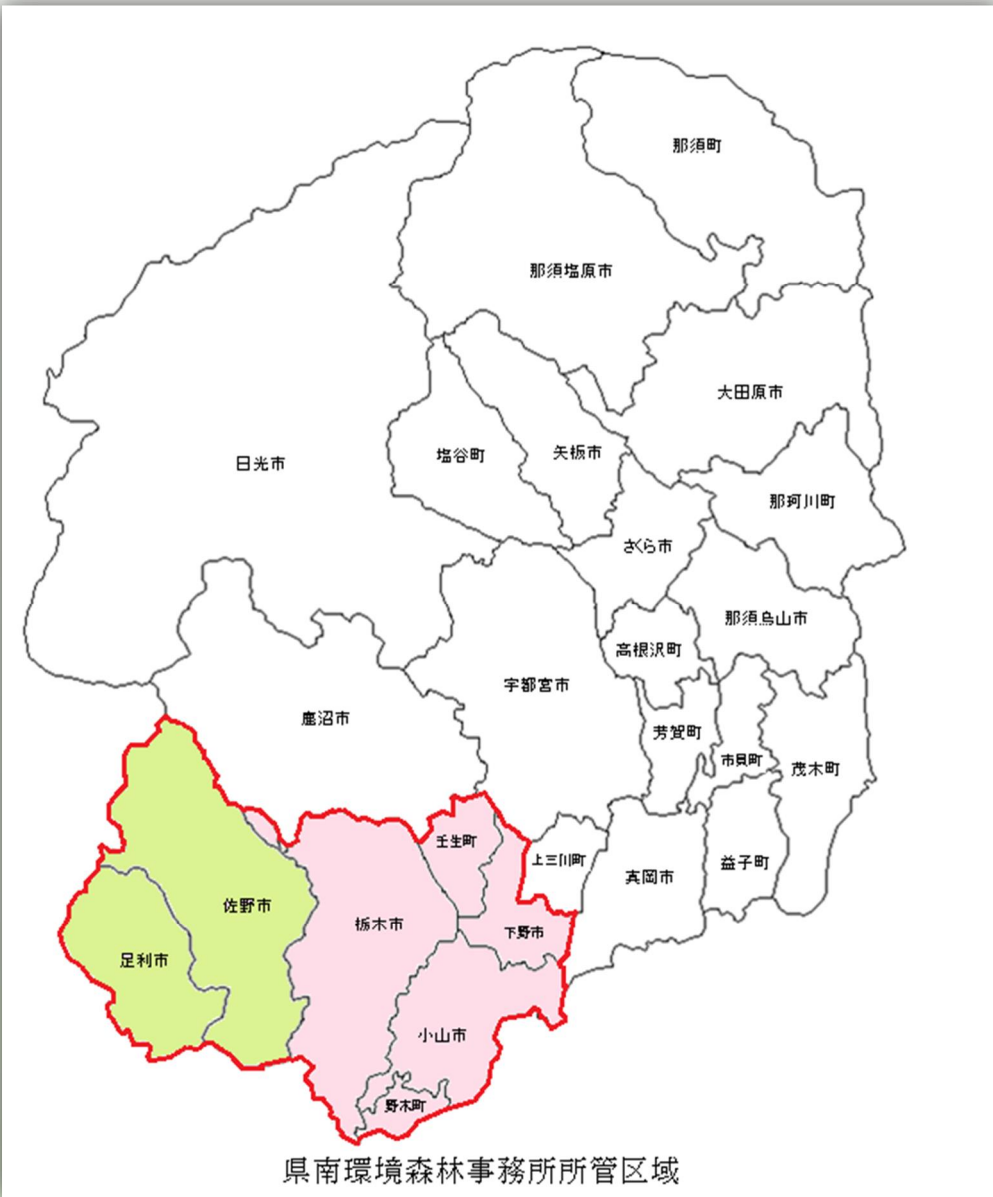 那須町
那須塩原市
大田原市
塩谷町
矢板市
日光市
那珂川町
さくら市
那須烏山市
高根沢町
宇都宮市
鹿沼市
芳賀町
市貝町
茂木町
壬生町
上三川町
真岡市
益子町
佐野市
栃木市
下野市
足利市
小山市
野木町
県南環境森林事務所所管区域